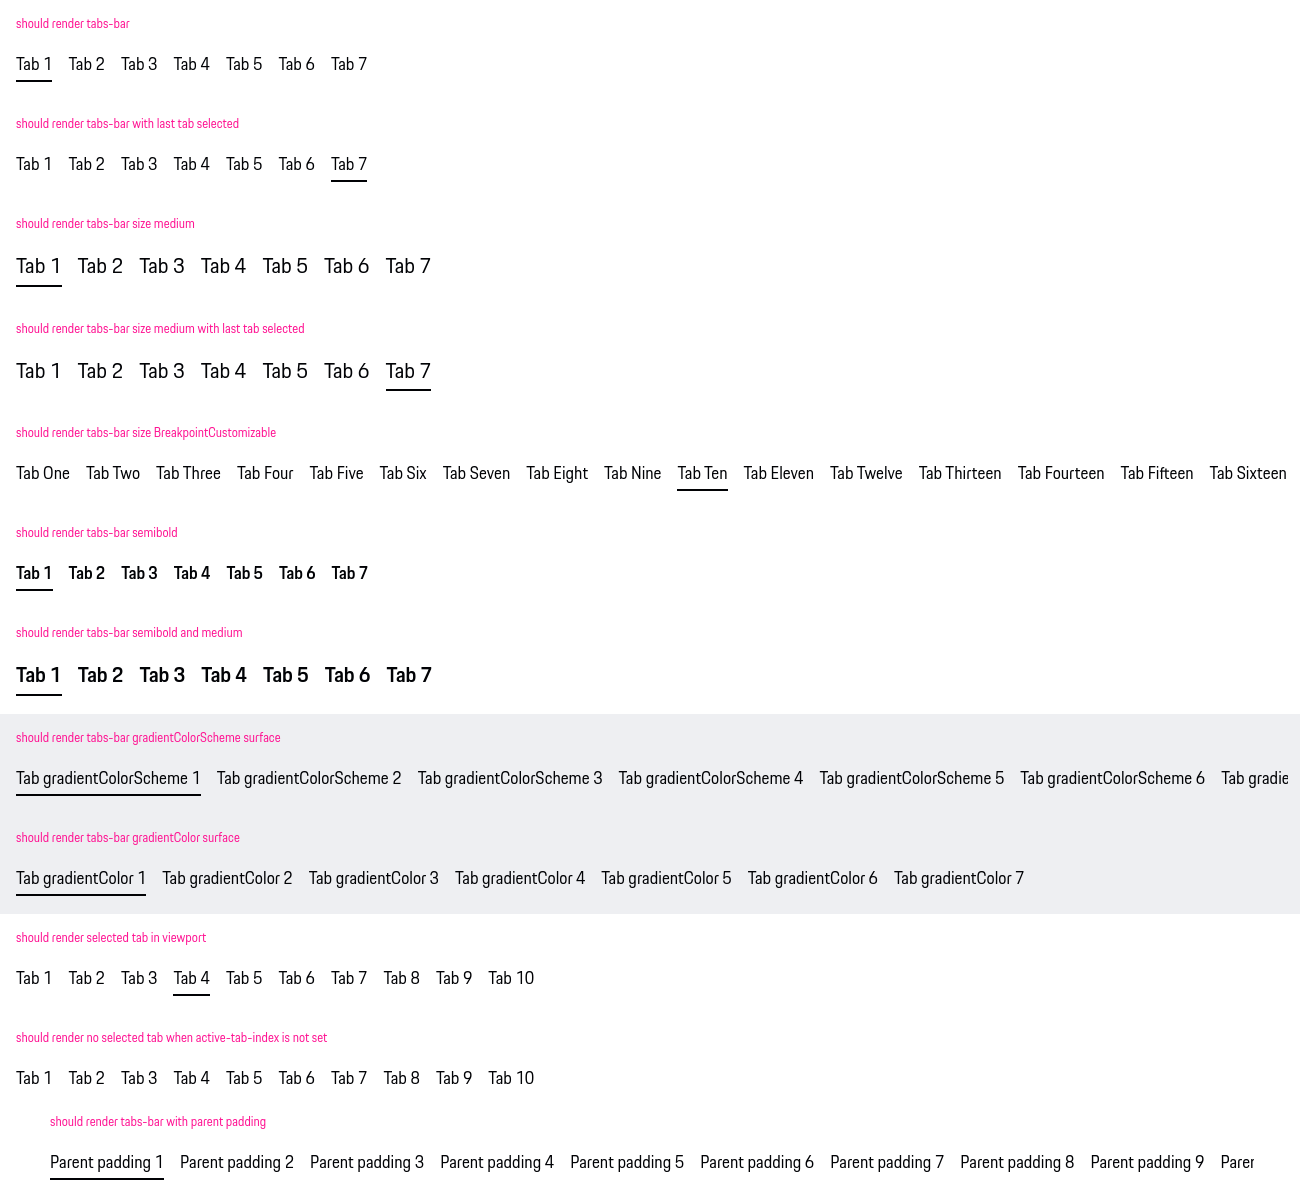 should render tabs-bar
Tab 1 Tab 2 Tab 3 Tab 4 Tab 5 Tab 6 Tab 7
should render tabs-bar with last tab selected
Tab 1 Tab 2 Tab 3 Tab 4 Tab 5 Tab 6 Tab 7
should render tabs-bar size medium
Tab 1 Tab 2 Tab 3 Tab 4 Tab 5 Tab 6 Tab 7
should render tabs-bar size medium with last tab selected
Tab 1 Tab 2 Tab 3 Tab 4 Tab 5 Tab 6 Tab 7
should render tabs-bar size BreakpointCustomizable
Tab One Tab Two Tab Three Tab Four Tab Five Tab Six Tab Seven Tab Eight Tab Nine Tab Ten Tab Eleven Tab Twelve Tab Thirteen Tab Fourteen Tab Fifteen Tab Sixteen
should render tabs-bar semibold
Tab 1 Tab 2 Tab 3 Tab 4 Tab 5 Tab 6 Tab 7
should render tabs-bar semibold and medium
Tab 1 Tab 2 Tab 3 Tab 4 Tab 5 Tab 6 Tab 7
should render tabs-bar gradientColorScheme surface
Tab gradientColorScheme 1 Tab gradientColorScheme 2 Tab gradientColorScheme 3 Tab gradientColorScheme 4 Tab gradientColorScheme 5 Tab gradientColorScheme 6 Tab gradie
should render tabs-bar gradientColor surface
Tab gradientColor 1 Tab gradientColor 2 Tab gradientColor 3 Tab gradientColor 4 Tab gradientColor 5 Tab gradientColor 6 Tab gradientColor 7
should render selected tab in viewport
Tab 1 Tab 2 Tab 3 Tab 4 Tab 5 Tab 6 Tab 7 Tab 8 Tab 9 Tab 10
should render no selected tab when active-tab-index is not set
Tab 1 Tab 2 Tab 3 Tab 4 Tab 5 Tab 6 Tab 7 Tab 8 Tab 9 Tab 10
should render tabs-bar with parent padding
Parent padding 1 Parent padding 2 Parent padding 3 Parent padding 4 Parent padding 5 Parent padding 6 Parent padding 7 Parent padding 8 Parent padding 9 Paren